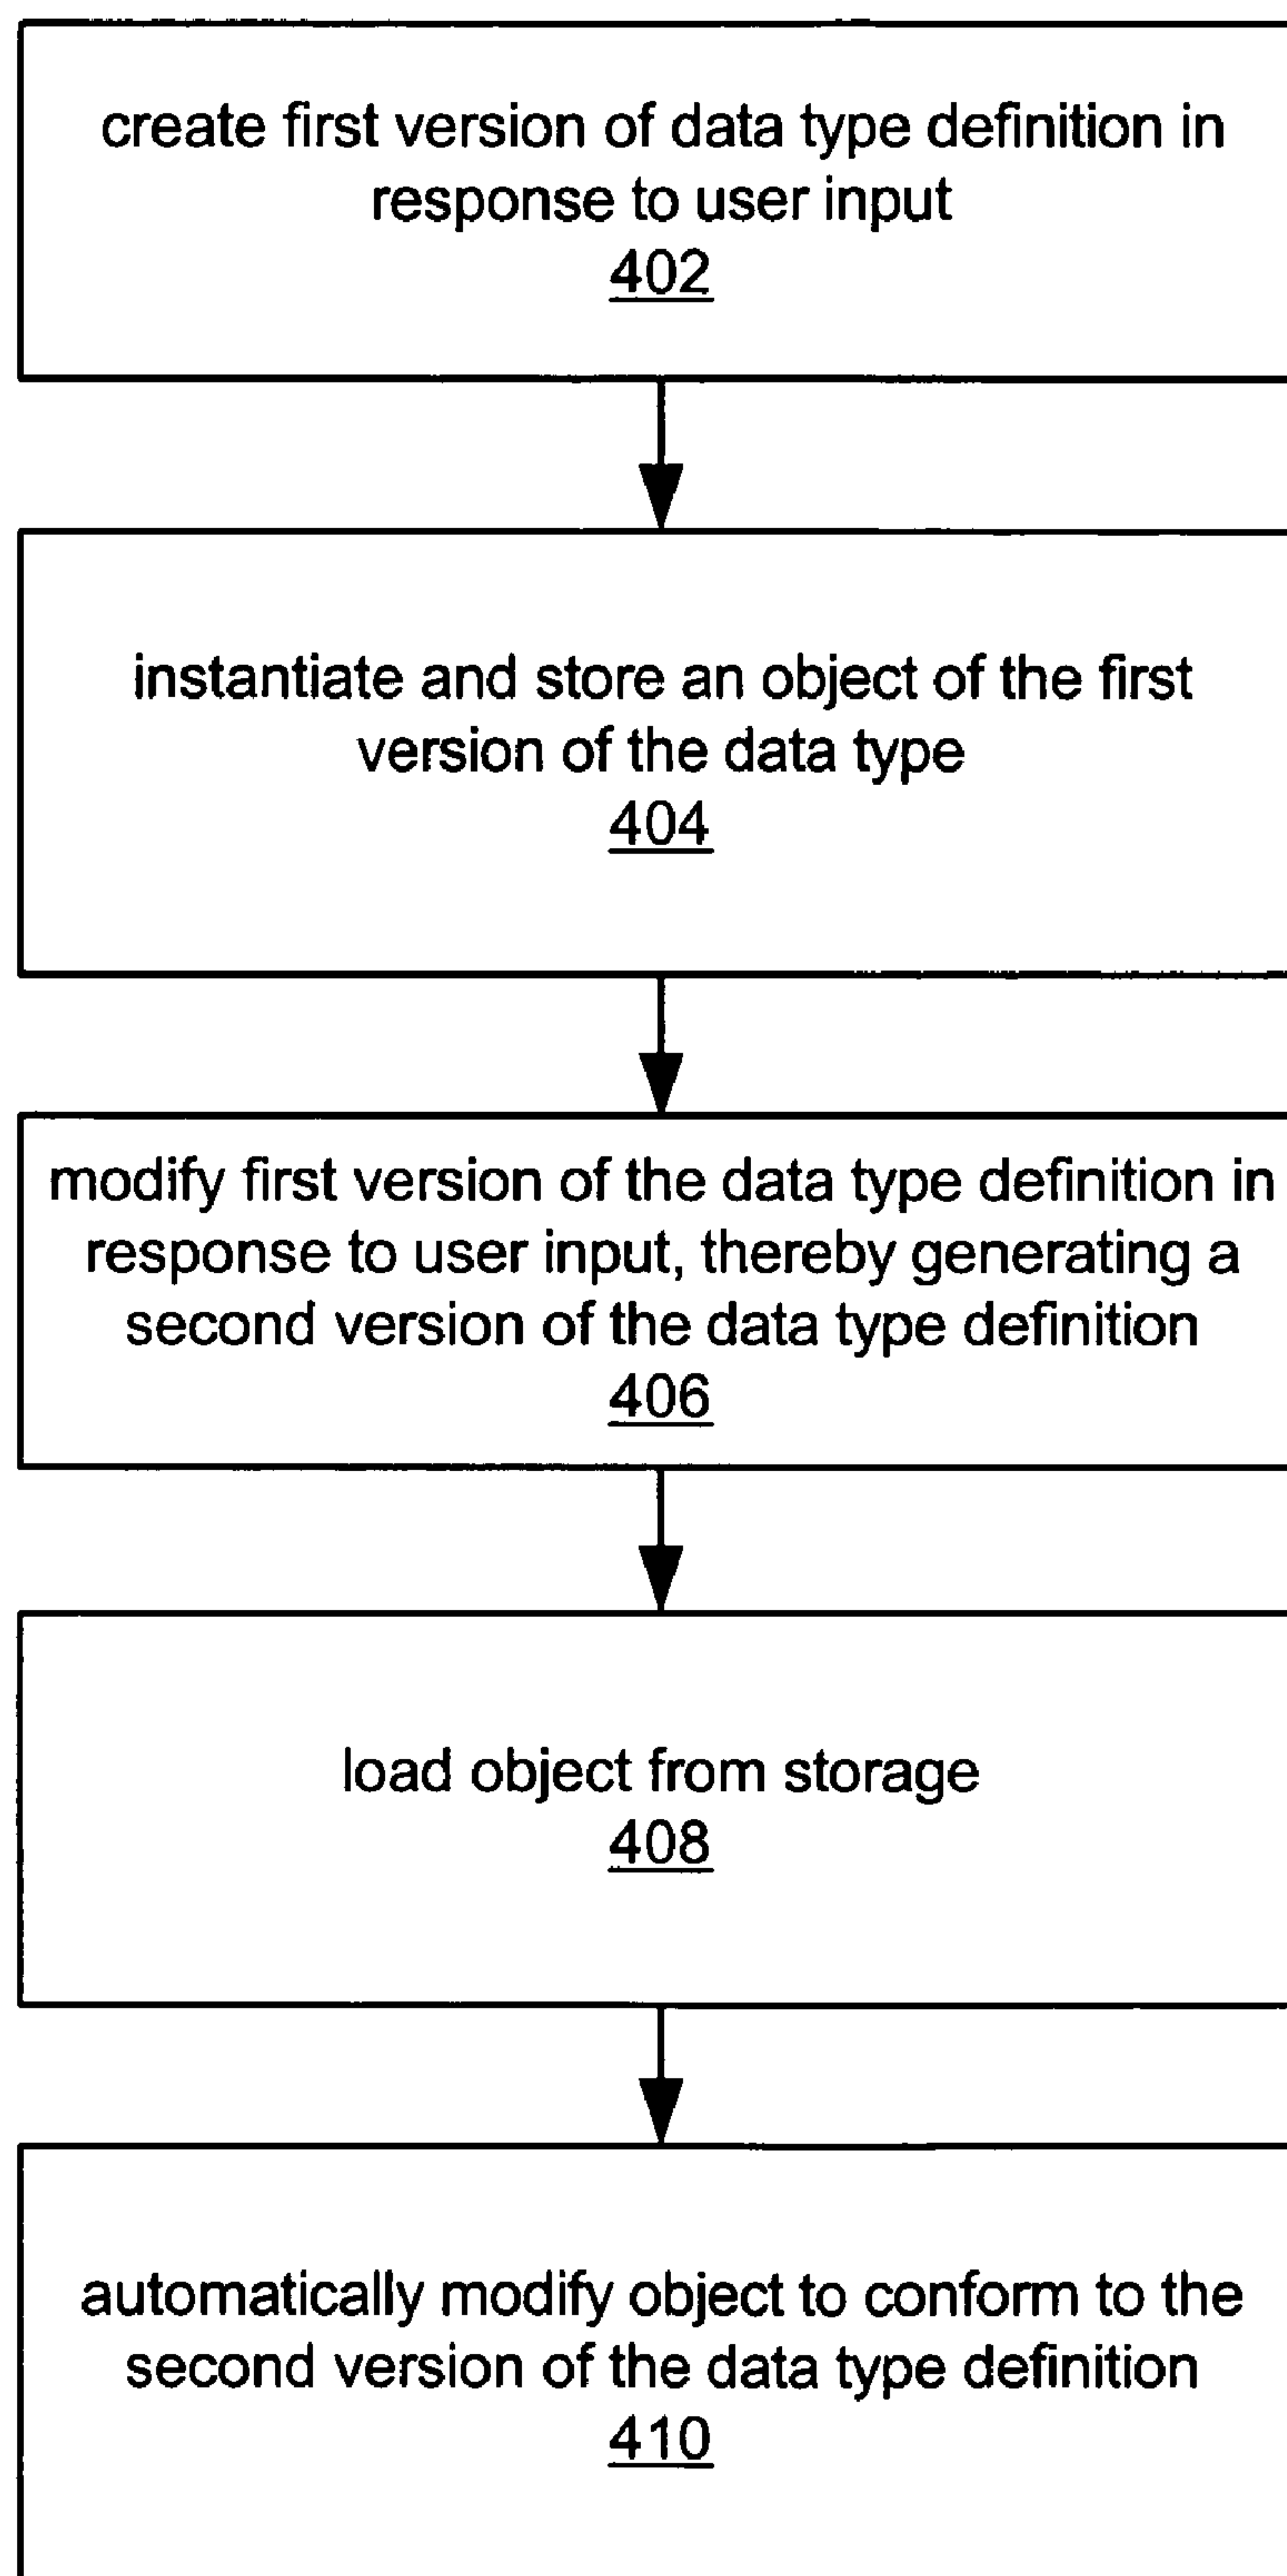 create first version of data type definition in
response to user input
402
instantiate and store an object of the first
version of the data type
404
modify first version of the data type definition in
response to user input, thereby generating a
second version of the data type definition
406
load object from storage
408
automatically modify object to conform to the
second version of the data type definition
410